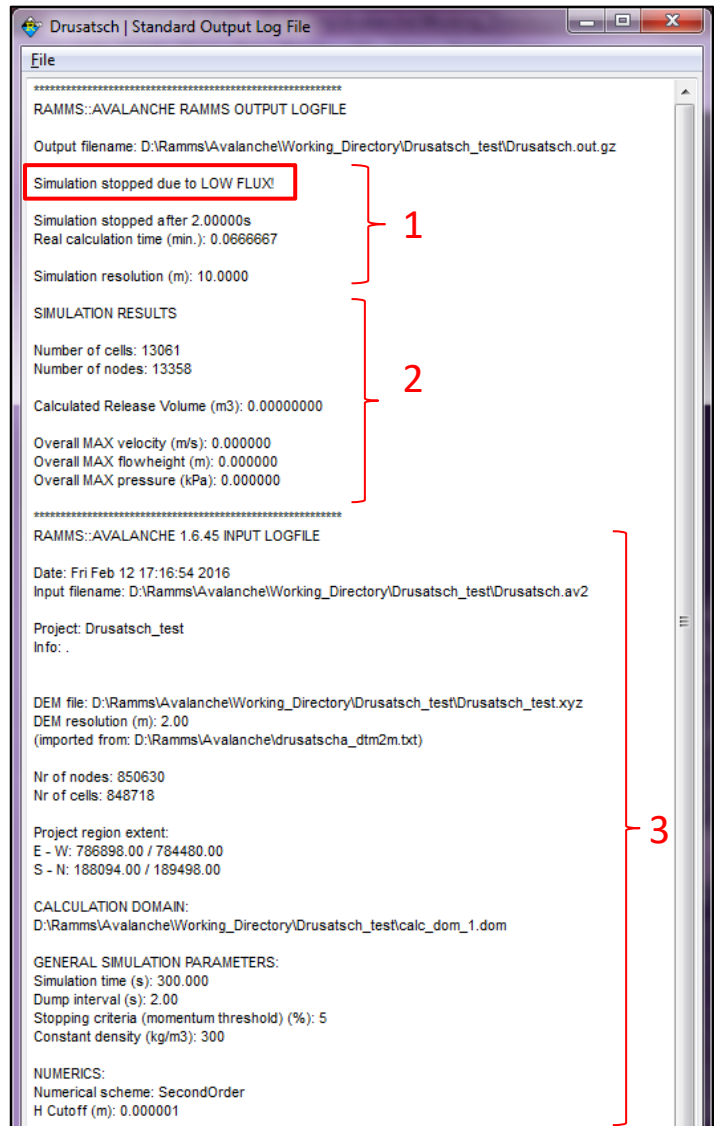 Drusatsch | Standard Output Log File
File
************************************************************
RAMMS::AVALANCHE RAMMS OUTPUT LOGFILE
Output filename: D:\Ramms\Avalanche\Working_Directory\Drusatsch_test\Drusatsch.out.gz
Simulation stopped due to LOW FLUX!
Simulation stopped after 2.00000s
Real calculation time (min.): 0.0666667
Simulation resolution (m): 10.0000
1
SIMULATION RESULTS
Number of cells: 13061
Number of nodes: 13358
Calculated Release Volume (m3): 0.00000000
Overall MAX velocity (m/s): 0.000000
Overall MAX flowheight (m): 0.000000
Overall MAX pressure (kPa): 0.000000
2
************************************************************
RAMMS::AVALANCHE 1.6.45 INPUT LOGFILE
Date: Fri Feb 12 17:16:54 2016
Input filename: D:\Ramms\Avalanche\Working_Directory\Drusatsch_test\Drusatsch.av2
Project: Drusatsch_test
Info: .
DEM file: D:\Ramms\Avalanche\Working_Directory\Drusatsch_test\Drusatsch_test.xyz
DEM resolution (m): 2.00
(imported from: D:\Ramms\Avalanche\drusatscha_dtm2m.txt)
Nr of nodes: 850630
Nr of cells: 848718
Project region extent:
E - W: 786898.00 / 784480.00
S - N: 188094.00 / 189498.00
CALCULATION DOMAIN:
D:\Ramms\Avalanche\Working_Directory\Drusatsch_test\calc_dom_1.dom
GENERAL SIMULATION PARAMETERS:
Simulation time (s): 300.000
Dump interval (s): 2.00
Stopping criteria (momentum threshold) (%): 5
Constant density (kg/m3): 300
NUMERICS:
Numerical scheme: SecondOrder
H Cutoff (m): 0.000001
3